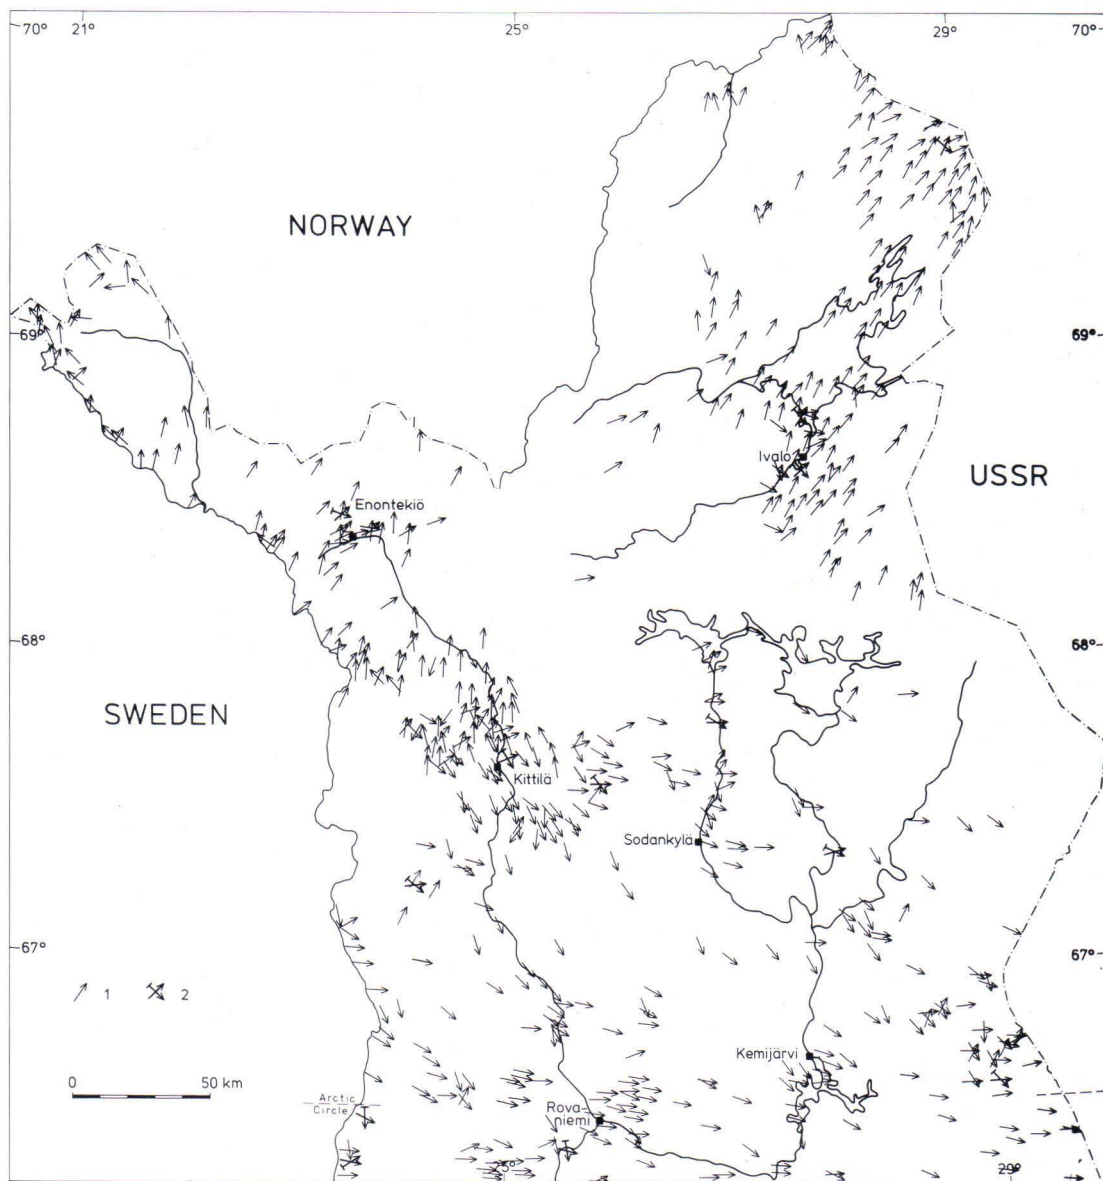 70° 21° 25° 29° 70°
NORWAY
69° 69°
Ivalo
USSR
Enontekiö
68° 68°
SWEDEN
Kittilä
Sodankylä
67° 67°
1 2
Kemijärvi
0 50 km
Arctic
Circle
Rova-
niemi
25° 29°